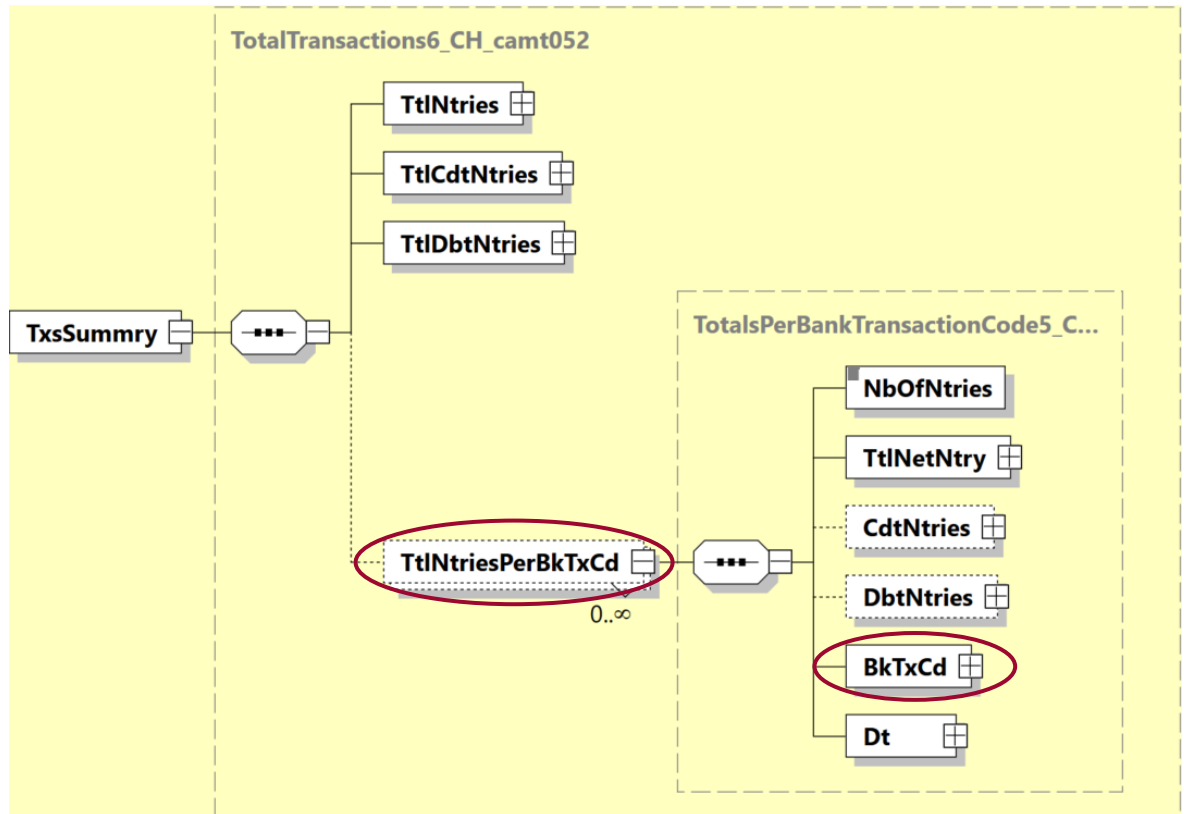 TotalTransactions6_CH_camt052
TtlNtries
TtlCdtNtries
TtlDbtNtries
TxsSummry
TotalsPerBankTransactionCode5_C...
NbOfNtries
TtlNetNtry
CdtNtries
TtlNtriesPerBkTxCd
0..∞
DbtNtries
BkTxCd
Dt